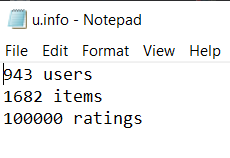 u.info - Notepad
File Edit Format View Help
943 users
1682 items
100000 ratings